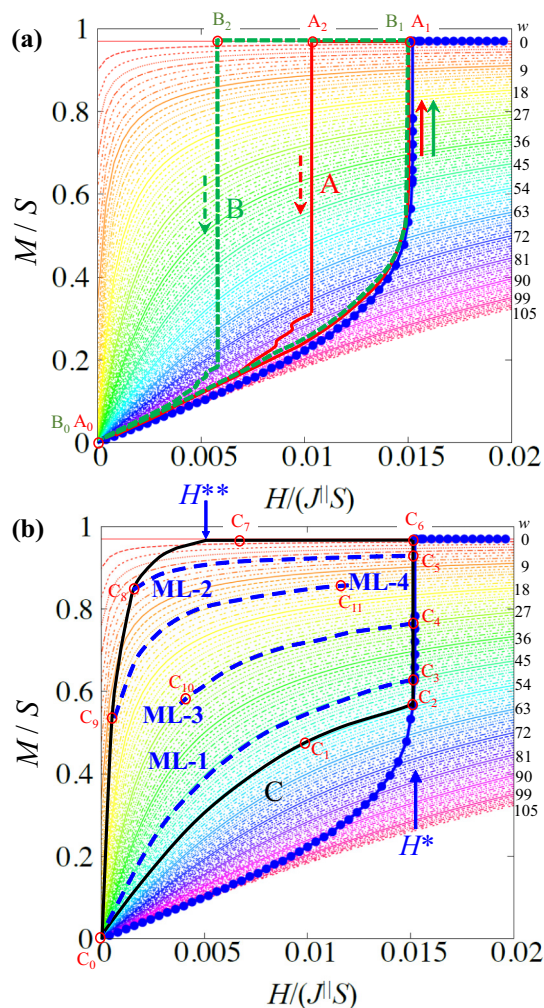 (a)
B₂ A₂ B₁ A₁ w
1 0
9
0.8 18
27
B A 36
M / S
0.6 45
54
0.4 63
72
81
0.2 90
99
105
B₀ A₀ 0
0 0.005 0.01 0.015 0.02
H/(J||S)
H**
(b)
C₇ C₆ w
1 0
C₅
C₈ ML-2 ML-4 9
0.8 C₁₁ 18
C₄ 27
36
M / S
0.6 C₁₀ C₃ 45
C₉ ML-3 C₂ 54
ML-1 C₁ 63
0.4 C 72
81
0.2 H* 90
99
105
0
C₀
0 0.005 0.01 0.015 0.02
H/(J||S)